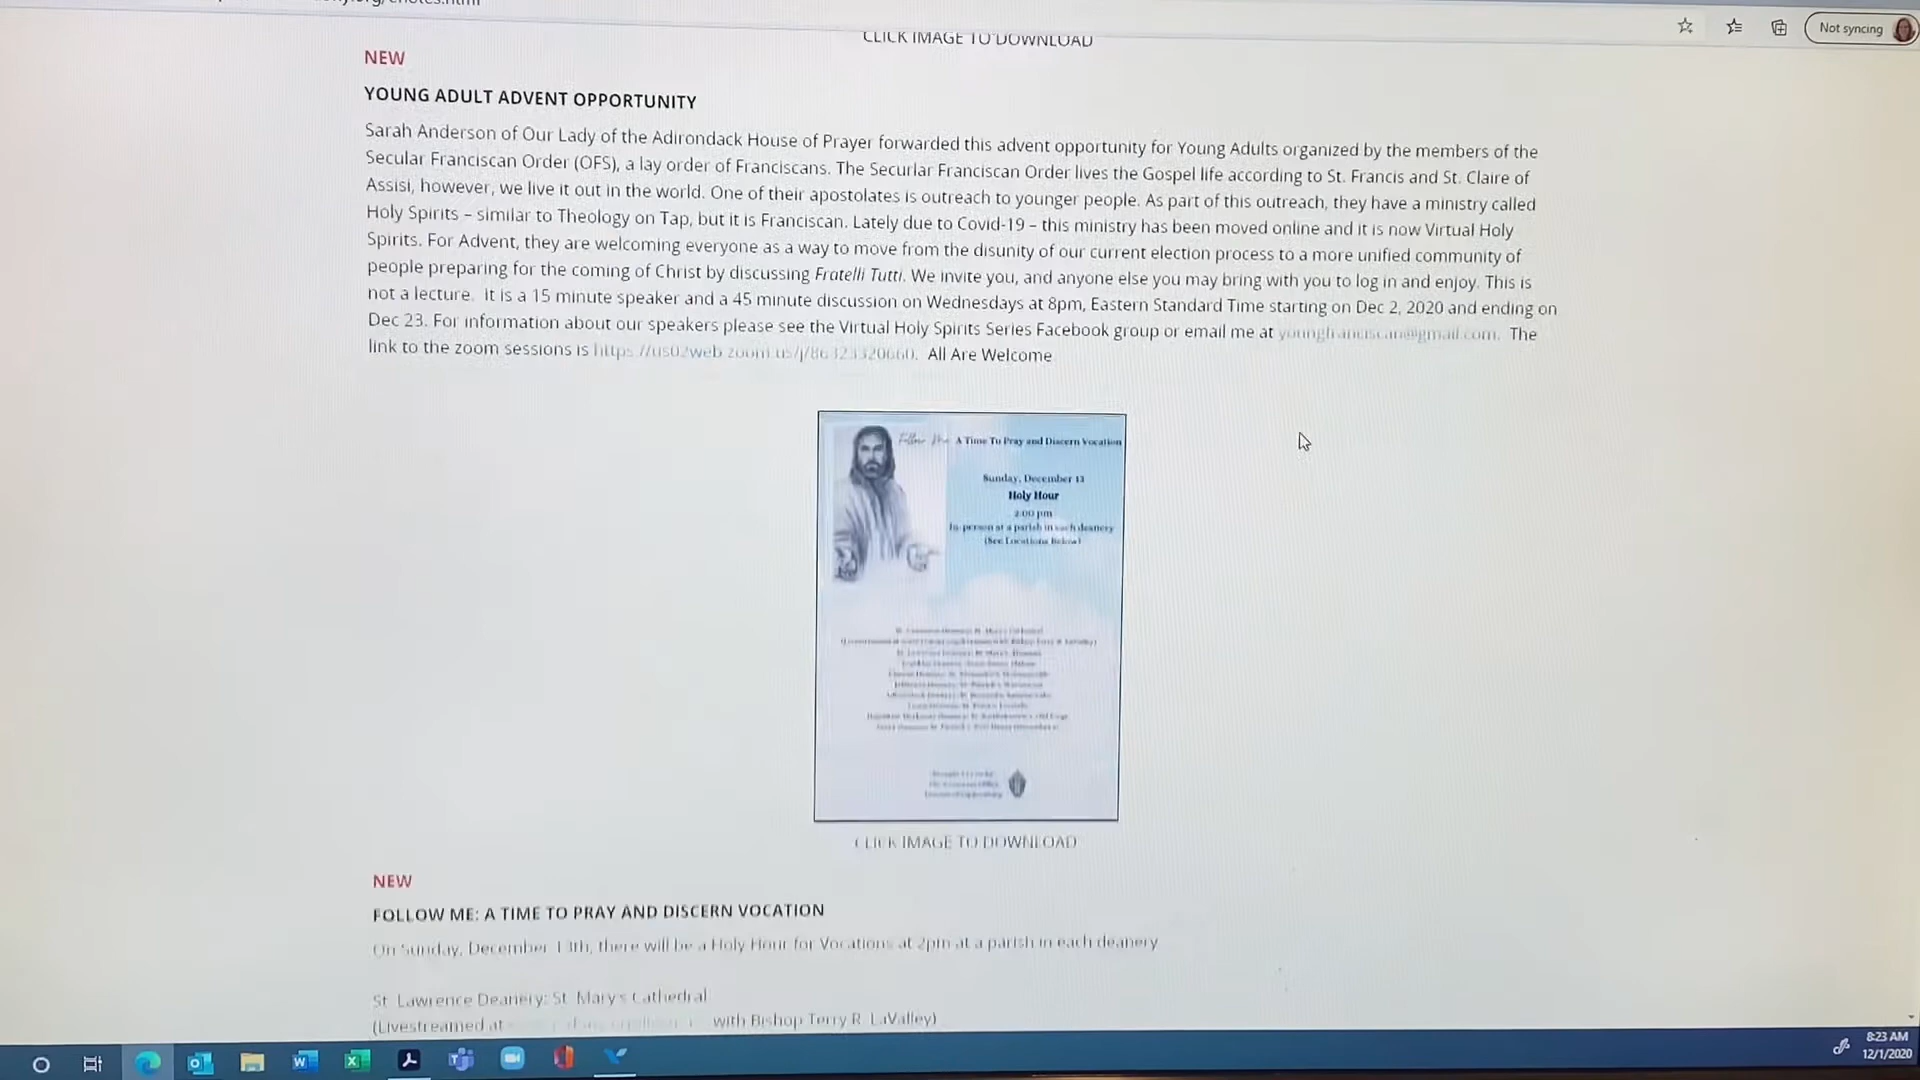 CLICK IMAGE TO DOWNLOAD
Not syncing
NEW
YOUNG ADULT ADVENT OPPORTUNITY
Sarah Anderson of Our Lady of the Adirondack House of Prayer forwarded this advent opportunity for Young Adults organized by the members of the
Secular Franciscan Order (OFS), a lay order of Franciscans. The Securlar Franciscan Order lives the Gospel life according to St. Francis and St. Claire of
Assisi, however, we live it out in the world. One of their apostolates is outreach to younger people. As part of this outreach, they have a ministry called
Holy Spirits – similar to Theology on Tap, but it is Franciscan. Lately due to Covid-19 – this ministry has been moved online and it is now Virtual Holy
Spirits. For Advent, they are welcoming everyone as a way to move from the disunity of our current election process to a more unified community of
people preparing for the coming of Christ by discussing Fratelli Tutti. We invite you, and anyone else you may bring with you to log in and enjoy. This is
not a lecture. It is a 15 minute speaker and a 45 minute discussion on Wednesdays at 8pm, Eastern Standard Time starting on Dec 2, 2020 and ending on
Dec 23. For information about our speakers please see the Virtual Holy Spirits Series Facebook group or email me at youngfranciscan@gmail.com. The
link to the zoom sessions is https://us02web.zoom.us/j/86323320660. All Are Welcome
Follow Me A Time To Pray and Discern Vocation
Sunday, December 13
Holy Hour
2:00 pm
In-person at a parish in each deanery
(See Locations Below)
CLICK IMAGE TO DOWNLOAD
NEW
FOLLOW ME: A TIME TO PRAY AND DISCERN VOCATION
On Sunday, December 13th, there will be a Holy Hour for Vocations at 2pm at a parish in each deanery
St. Lawrence Deanery: St. Mary's Cathedral
(Livestreamed at with Bishop Terry R. LaValley)
8:23 AM
12/1/2020